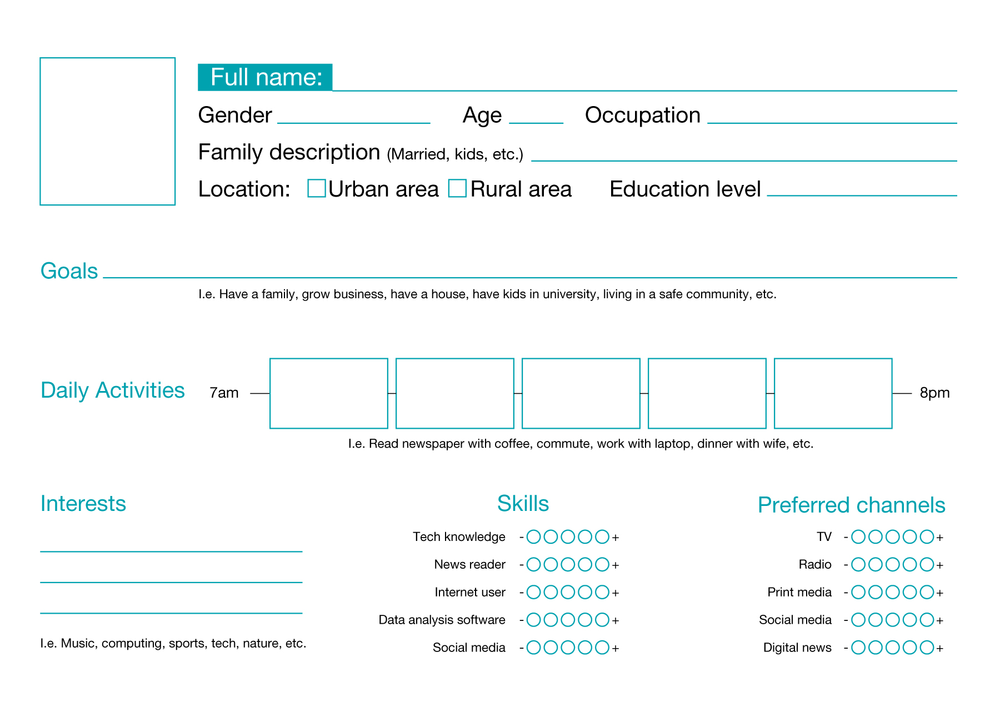 Full name:
Gender Age Occupation
Family description (Married, kids, etc.)
Location: Urban area Rural area Education level
Goals
I.e. Have a family, grow business, have a house, have kids in university, living in a safe community, etc.
Daily Activities 7am 8pm
I.e. Read newspaper with coffee, commute, work with laptop, dinner with wife, etc.
Interests
I.e. Music, computing, sports, tech, nature, etc.
Skills
Tech knowledge - +
News reader - +
Internet user - +
Data analysis software - +
Social media - +
Preferred channels
TV - +
Radio - +
Print media - +
Social media - +
Digital news - +